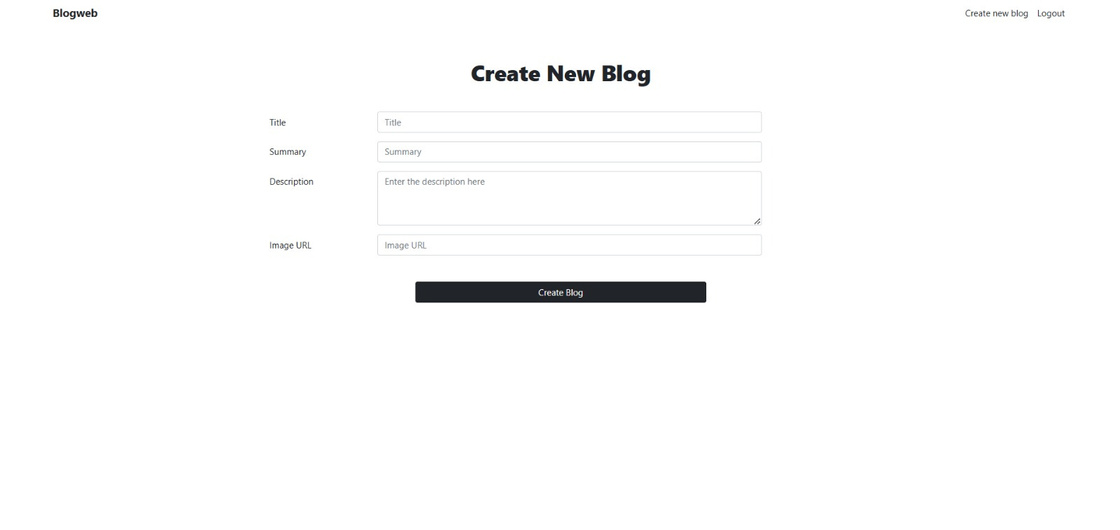 Blogweb
Create new blog Logout
Create New Blog
Title Title
Summary Summary
Description Enter the description here
Image URL Image URL
Create Blog